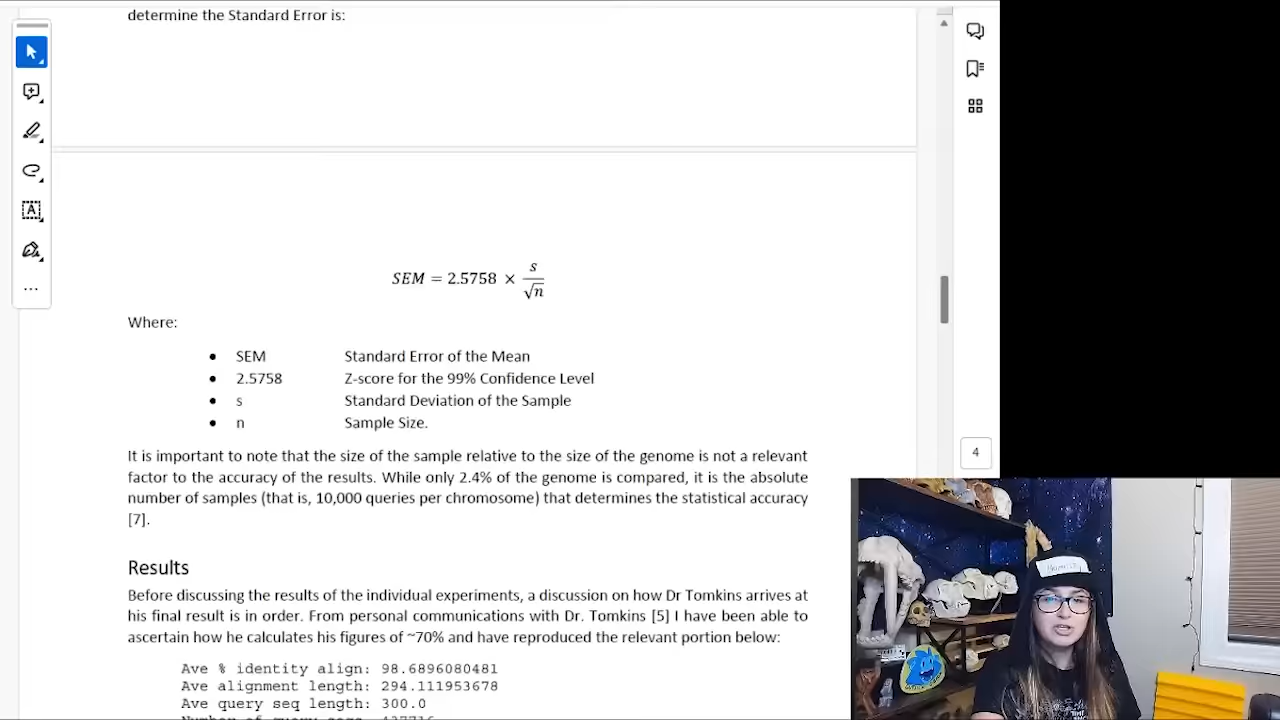 determine the Standard Error is:
SEM = 2.5758 × s/√n
Where:
• SEM Standard Error of the Mean
• 2.5758 Z-score for the 99% Confidence Level
• s Standard Deviation of the Sample
• n Sample Size.
It is important to note that the size of the sample relative to the size of the genome is not a relevant
factor to the accuracy of the results. While only 2.4% of the genome is compared, it is the absolute
number of samples (that is, 10,000 queries per chromosome) that determines the statistical accuracy
[7].
4
Results
Before discussing the results of the individual experiments, a discussion on how Dr Tomkins arrives at
his final result is in order. From personal communications with Dr. Tomkins [5] I have been able to
ascertain how he calculates his figures of ~70% and have reproduced the relevant portion below:
Ave % identity align: 98.6896080481
Ave alignment length: 294.111953678
Ave query seq length: 300.0